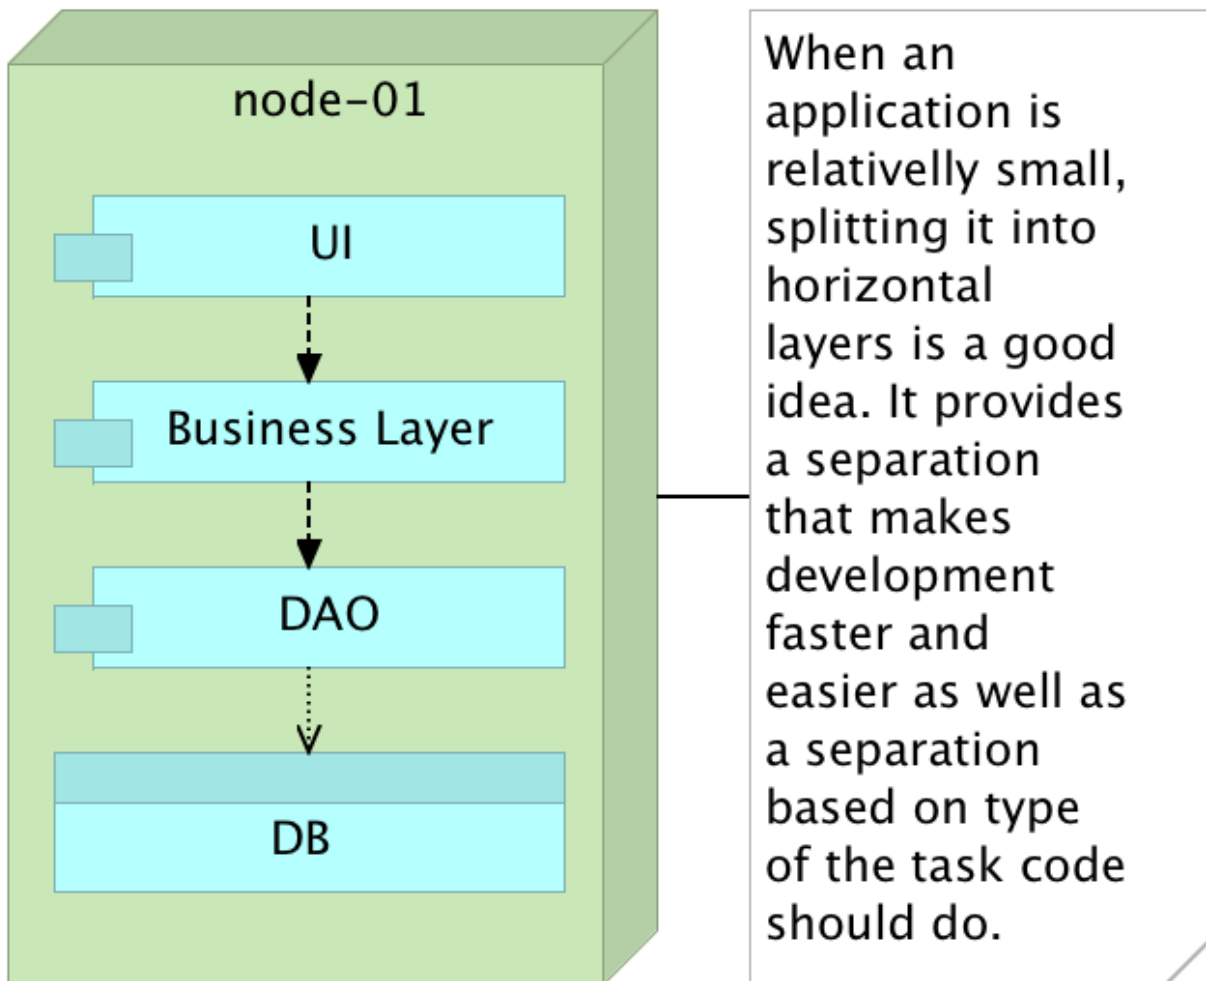 node-01
UI
Business Layer
DAO
DB
When an
application is
relativelly small,
splitting it into
horizontal
layers is a good
idea. It provides
a separation
that makes
development
faster and
easier as well as
a separation
based on type
of the task code
should do.